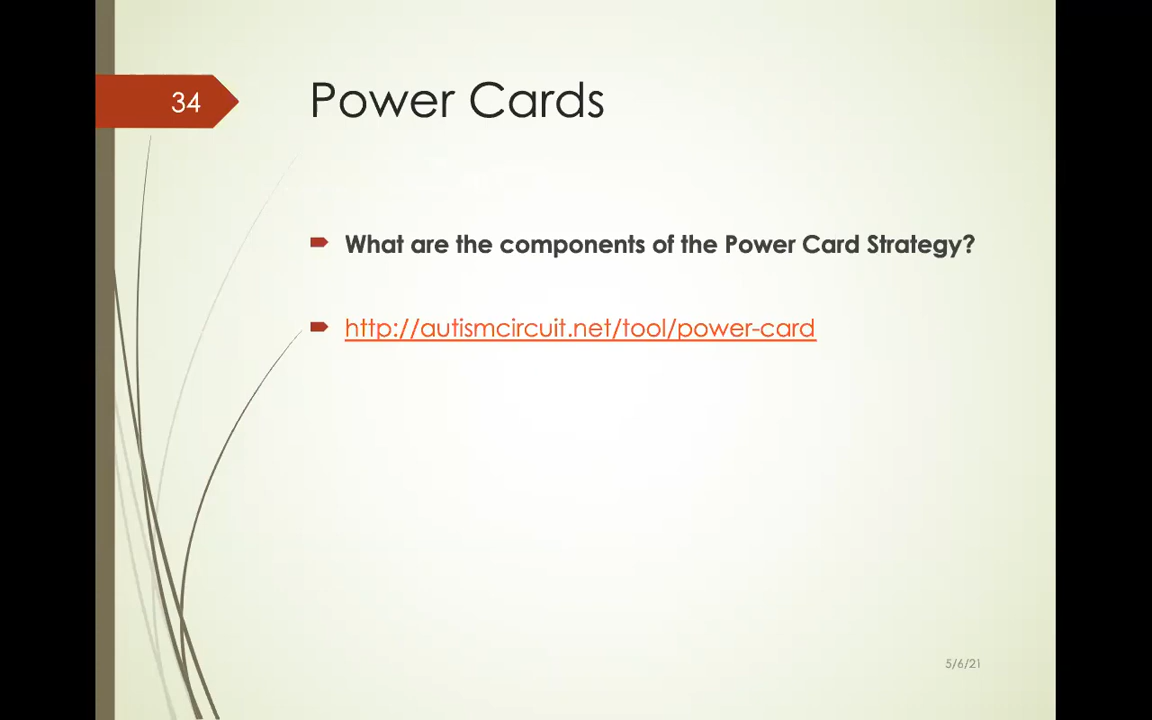 34
Power Cards
What are the components of the Power Card Strategy?
http://autismcircuit.net/tool/power-card
5/6/21